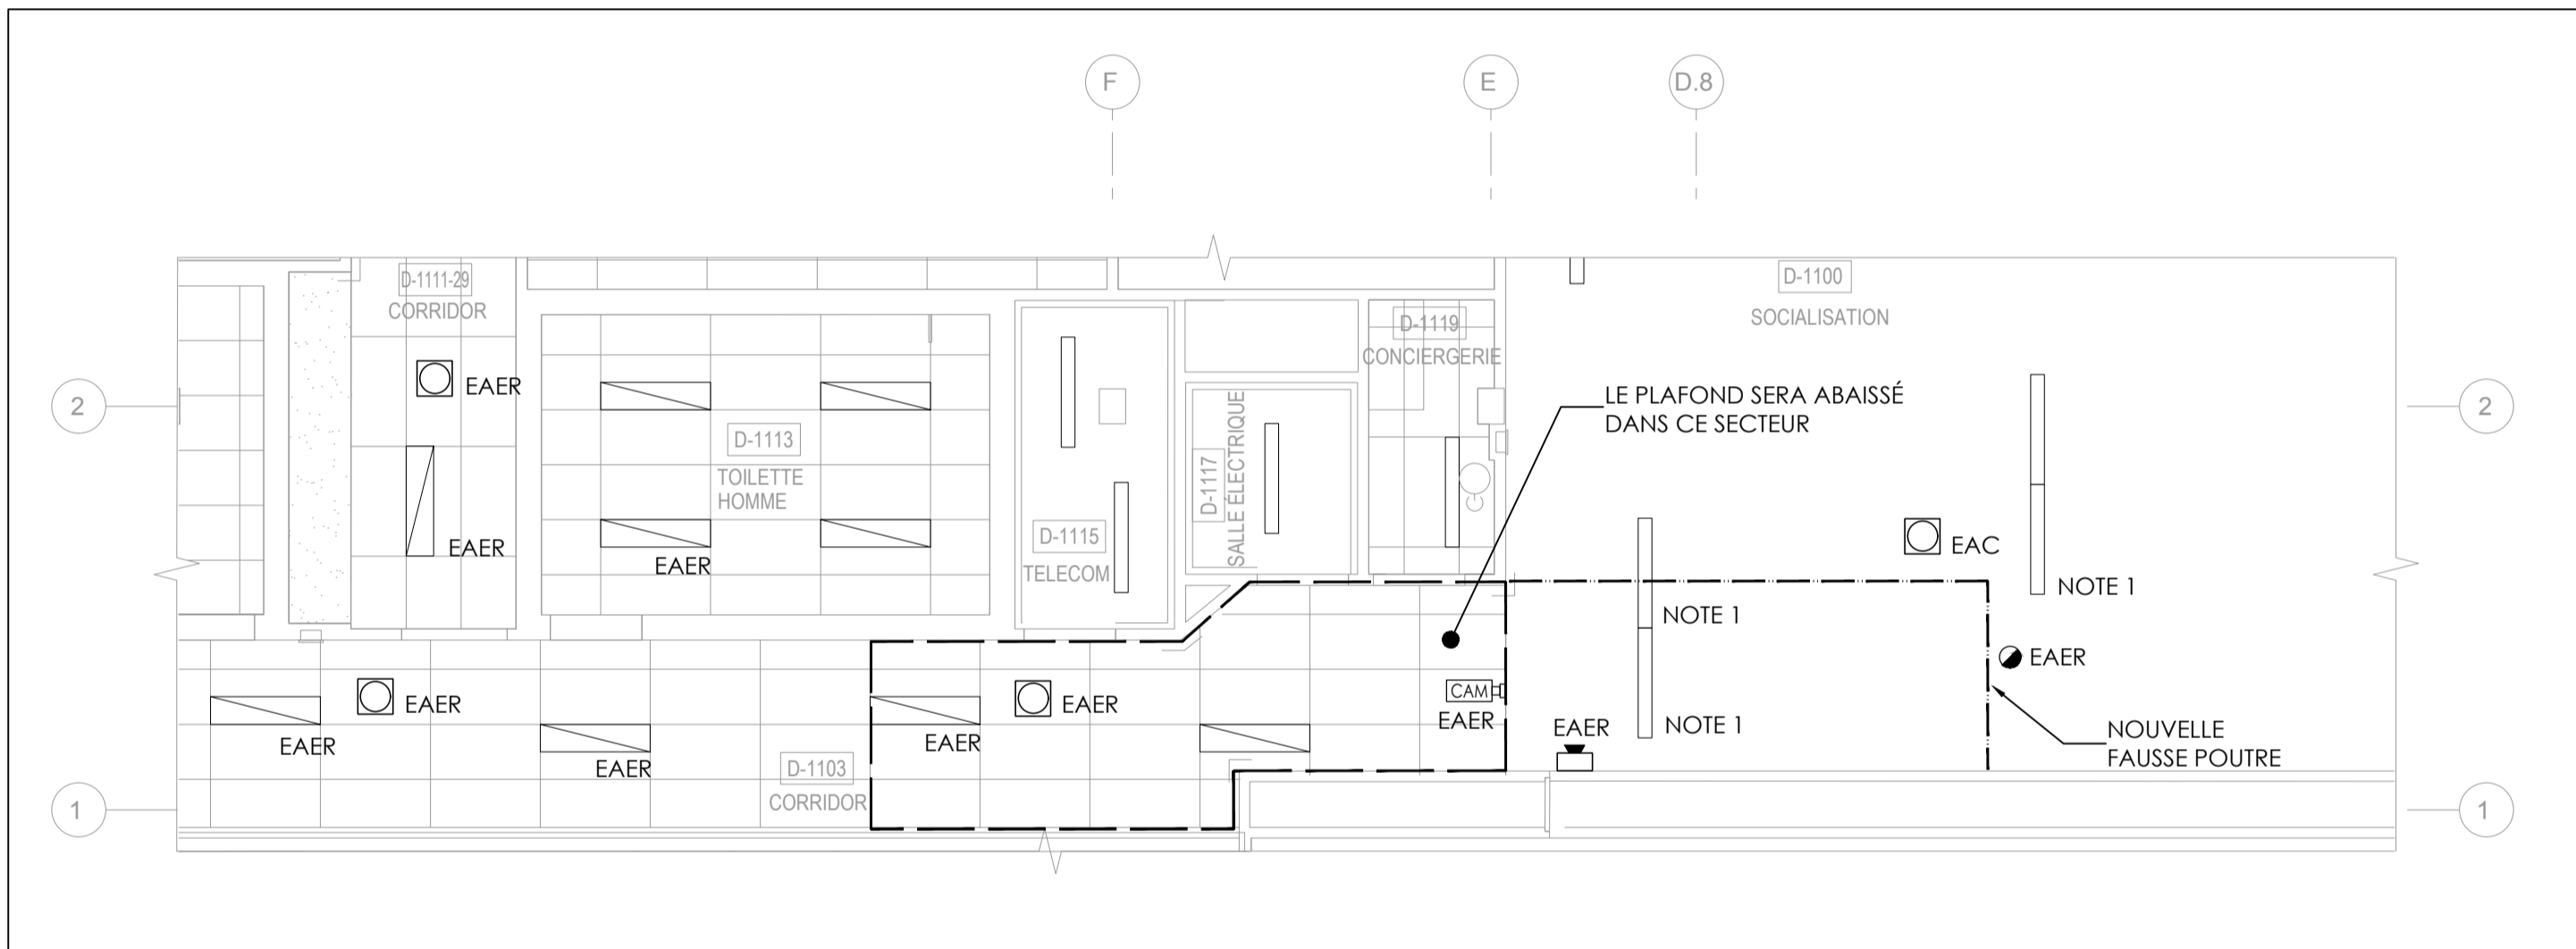 F
E
D.8
D-1111-29
CORRIDOR
D-1100
SOCIALISATION
D-1119
CONCIERGERIE
EAER
LE PLAFOND SERA ABAISSÉ
DANS CE SECTEUR
2
2
D-1113
TOILETTE
HOMME
D-1117
SALLE ÉLECTRIQUE
D-1115
TELECOM
EAER
EAER
EAC
NOTE 1
NOTE 1
EAER
EAER
EAER
CAM
EAER
EAER
NOTE 1
EAER
EAER
EAER
NOUVELLE
FAUSSE POUTRE
D-1103
CORRIDOR
1
1